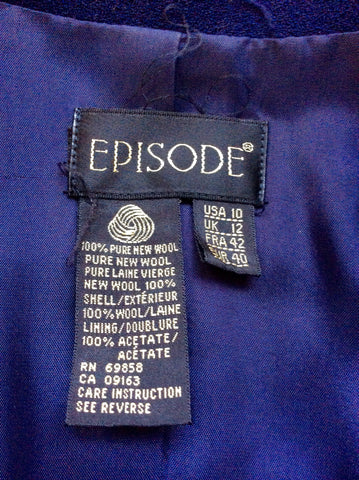 EPISODE®
USA 10
UK 12
FRA 42
EUR 40
100% PURE NEW WOOL
PURE NEW WOOL
PURE LAINE VIERGE
NEW WOOL 100%
SHELL/EXTÉRIEUR
100% WOOL/LAINE
LINING/DOUBLURE
100% ACETATE/
ACÉTATE
RN 69858
CA 09163
CARE INSTRUCTION
SEE REVERSE